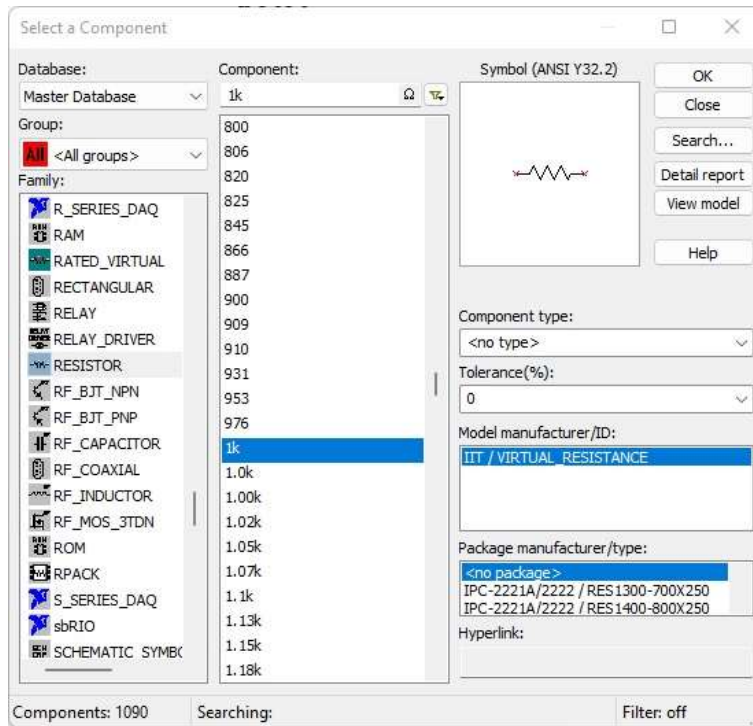 Select a Component
Database:
Master Database
Group:
All <All groups>
Family:
R_SERIES_DAQ
RAM
RATED_VIRTUAL
RECTANGULAR
RELAY
RELAY_DRIVER
RESISTOR
RF_BJT_NPN
RF_BJT_PNP
RF_CAPACITOR
RF_COAXIAL
RF_INDUCTOR
RF_MOS_3TDN
ROM
RPACK
S_SERIES_DAQ
sbRIO
SCHEMATIC_SYMB
Component:
1k Ω
800
806
820
825
845
866
887
900
909
910
931
953
976
1k
1.0k
1.00k
1.02k
1.05k
1.07k
1.1k
1.13k
1.15k
1.18k
Symbol (ANSI Y32.2)
OK
Close
Search...
Detail report
View model
Help
Component type:
<no type>
Tolerance(%):
0
Model manufacturer/ID:
IIT / VIRTUAL_RESISTANCE
Package manufacturer/type:
<no package>
IPC-2221A/2222 / RES1300-700X250
IPC-2221A/2222 / RES1400-800X250
Hyperlink:
Components: 1090
Searching:
Filter: off